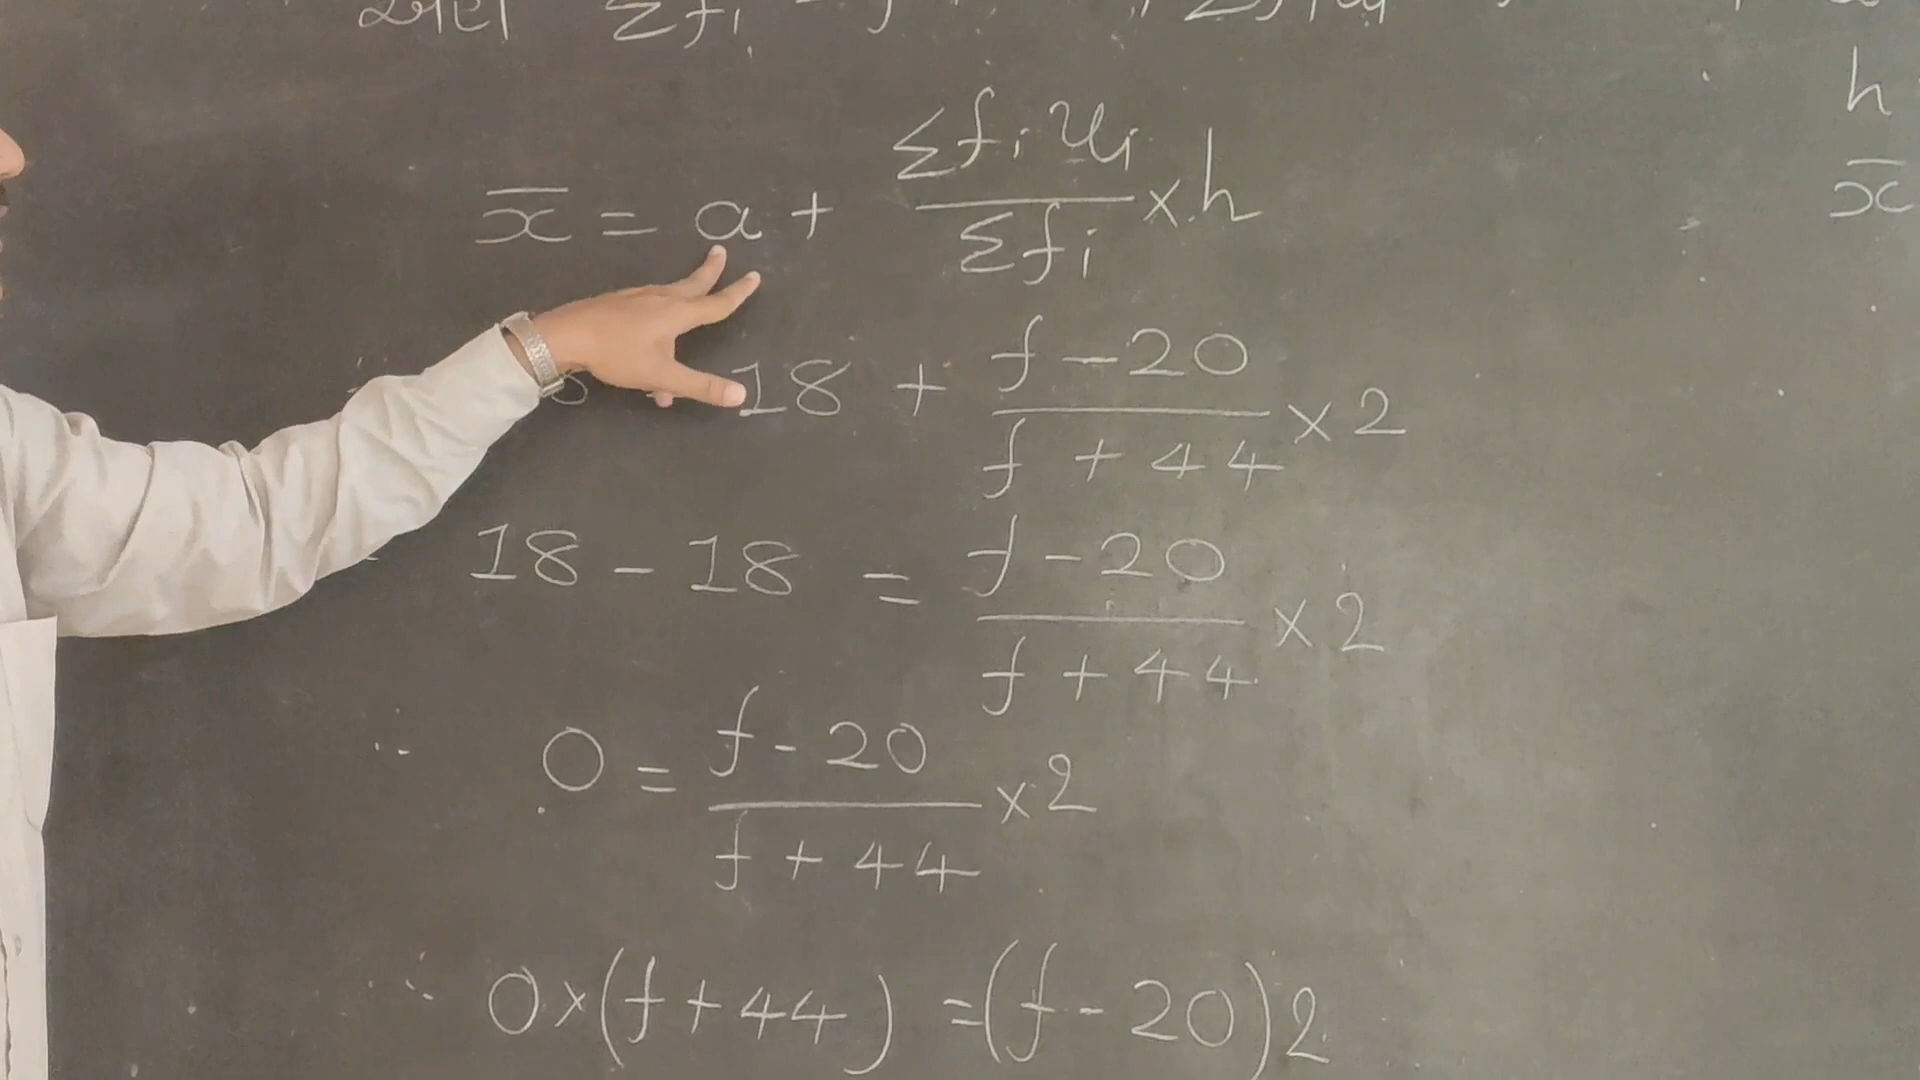 x̄ = a + Σfiui / Σfi × h
18 + f - 20 / f + 44 × 2
18 - 18 = f - 20 / f + 44 × 2
∴ 0 = f - 20 / f + 44 × 2
∴ 0 × (f + 44) = (f - 20) 2
h
x̄